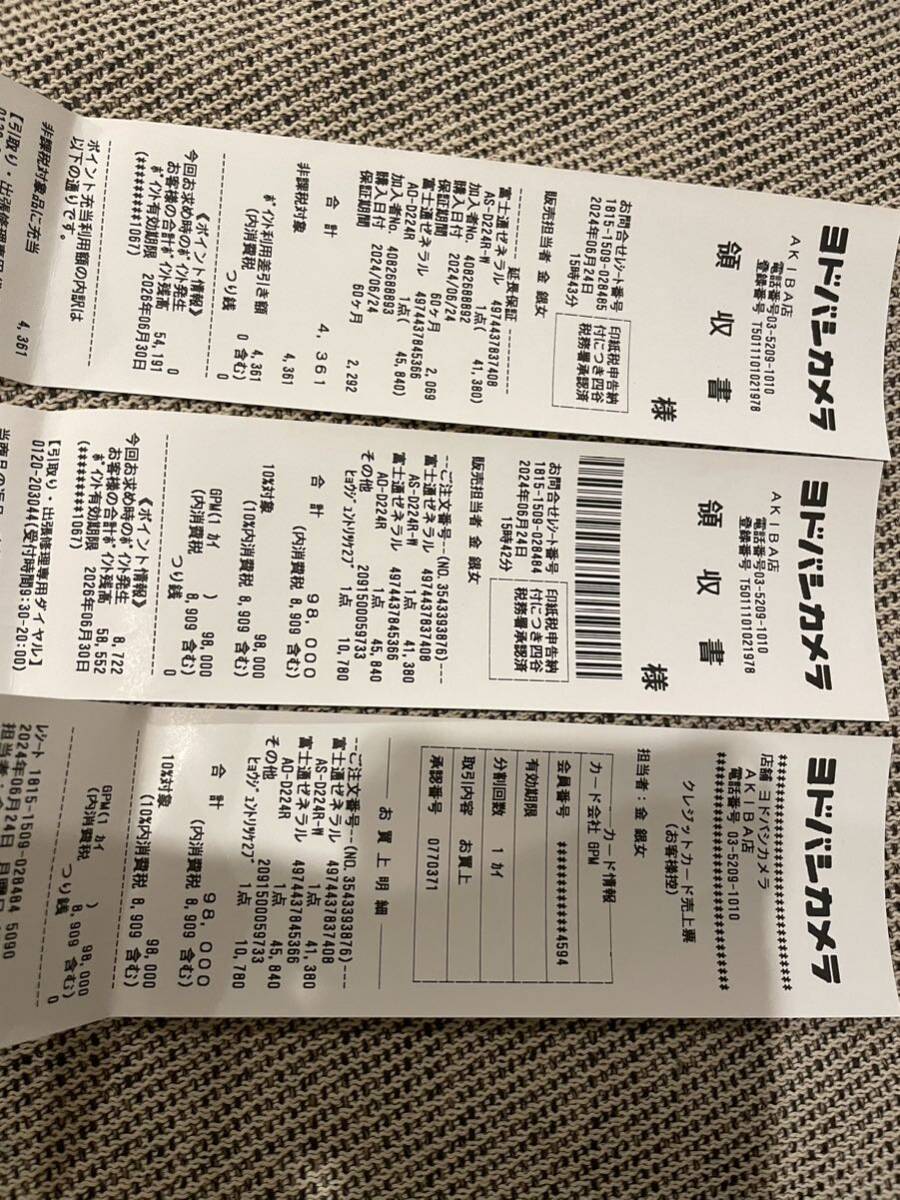 ヨドバシカメラ
AKIBA店
電話番号03-5209-1010
登録番号 T5011101021978
領 収 書
様
お問合せレシート番号
1815-1509-028485
2024年06月24日
15時43分
印紙税申告納
付につき四谷
税務署承認済
販売担当者 金 銀女
---------- 延長保証 ----------
富士通ゼネラル 4974437837408
AS-D224R-W 1点( 41,380)
加入者No. 4082688892
購入日付 2024/06/24
保証期間 60ヶ月 2,069
富士通ゼネラル 4974437845366
AO-D224R 1点( 45,840)
加入者No. 4082688893
購入日付 2024/06/24
保証期間 60ヶ月 2,292
合 計 4,361
非課税対象 4,361
ポイント利用差引き額 4,361
(内消費税 0 含む)
つり銭 0
《ポイント情報》
今回お求め時のポイント発生 0
お客様の合計ポイント残高 54,191
ポイント有効期限 2026年06月30日
(*********1067)
ポイント充当利用額の内訳は
以下の通りです。
非課税対象品に充当 4,361
ヨドバシカメラ
AKIBA店
電話番号03-5209-1010
登録番号 T5011101021978
領 収 書
様
お問合せレシート番号
1815-1509-028484
2024年06月24日
15時42分
印紙税申告納
付につき四谷
税務署承認済
販売担当者 金 銀女
--ご注文番号--(NO.3543393876)---
富士通ゼネラル 4974437837408
AS-D224R-W 1点 41,380
富士通ゼネラル 4974437845366
AO-D224R 1点 45,840
その他 2091500059733
ヒョウジュンエントリツケ2プ 1点 10,780
合 計 98,000
(内消費税 8,909 含む)
10%対象 98,000
(10%内消費税 8,909 含む)
GPM(1 カイ ) 98,000
(内消費税 8,909 含む)
つり銭 0
《ポイント情報》
今回お求め時のポイント発生 8,722
お客様の合計ポイント残高 58,552
ポイント有効期限 2026年06月30日
(*********1067)
【引取り・出張修理専用ダイヤル】
0120-203044(受付時間9:30-20:00)
ヨドバシカメラ
店舗 ヨドバシカメラ
AKIBA店
電話番号 03-5209-1010
クレジットカード売上票
(お客様控)
担当者:金 銀女
カード情報
カード会社 GPM
会員番号 ************4594
有効期限
分割回数 1 カイ
取引内容 お買上
承認番号 0770371
お 買 上 明 細
--ご注文番号--(NO.3543393876)---
富士通ゼネラル 4974437837408
AS-D224R-W 1点 41,380
富士通ゼネラル 4974437845366
AO-D224R 1点 45,840
その他 2091500059733
ヒョウジュンエントリツケ2プ 1点 10,780
合 計 98,000
(内消費税 8,909 含む)
10%対象 98,000
(10%内消費税 8,909 含む)
GPM(1 カイ ) 98,000
(内消費税 8,909 含む)
つり銭 0
レシート 1815-1509-028484 5090
2024年06月24日 月曜日